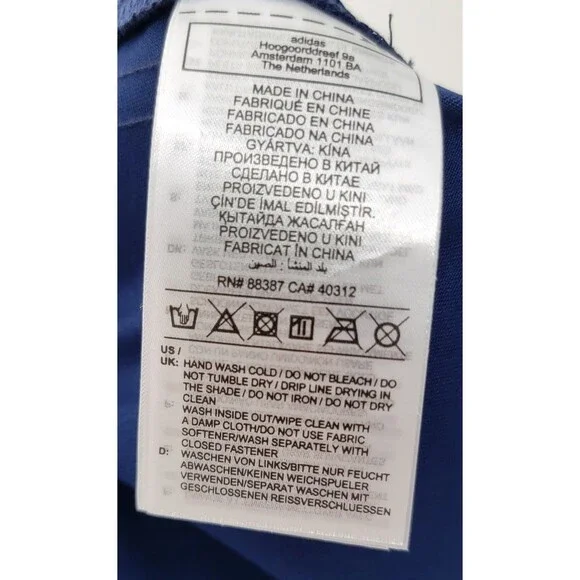 adidas
Hoogoorddreef 9a
Amsterdam 1101 BA
The Netherlands
MADE IN CHINA
FABRIQUÉ EN CHINE
FABRICADO EN CHINA
FABRICADO NA CHINA
GYÁRTVA: KÍNA
ПРОИЗВЕДЕНО В КИТАЙ
СДЕЛАНО В КИТАЕ
PROIZVEDENO U KINI
ÇİN'DE İMAL EDİLMİŞTİR.
ҚЫТАЙДА ЖАСАЛҒАН
PROIZVEDENO U KINI
FABRICAT ÎN CHINA
بلد المنشأ : الصين
RN# 88387 CA# 40312
US /
UK: HAND WASH COLD / DO NOT BLEACH / DO
NOT TUMBLE DRY / DRIP LINE DRYING IN
THE SHADE / DO NOT IRON / DO NOT DRY
CLEAN
WASH INSIDE OUT/WIPE CLEAN WITH
A DAMP CLOTH/DO NOT USE FABRIC
SOFTENER/WASH SEPARATELY WITH
CLOSED FASTENER
D: WASCHEN VON LINKS/BITTE NUR FEUCHT
ABWASCHEN/KEINEN WEICHSPUELER
VERWENDEN/SEPARAT WASCHEN MIT
GESCHLOSSENEN REISSVERSCHLUSSEN